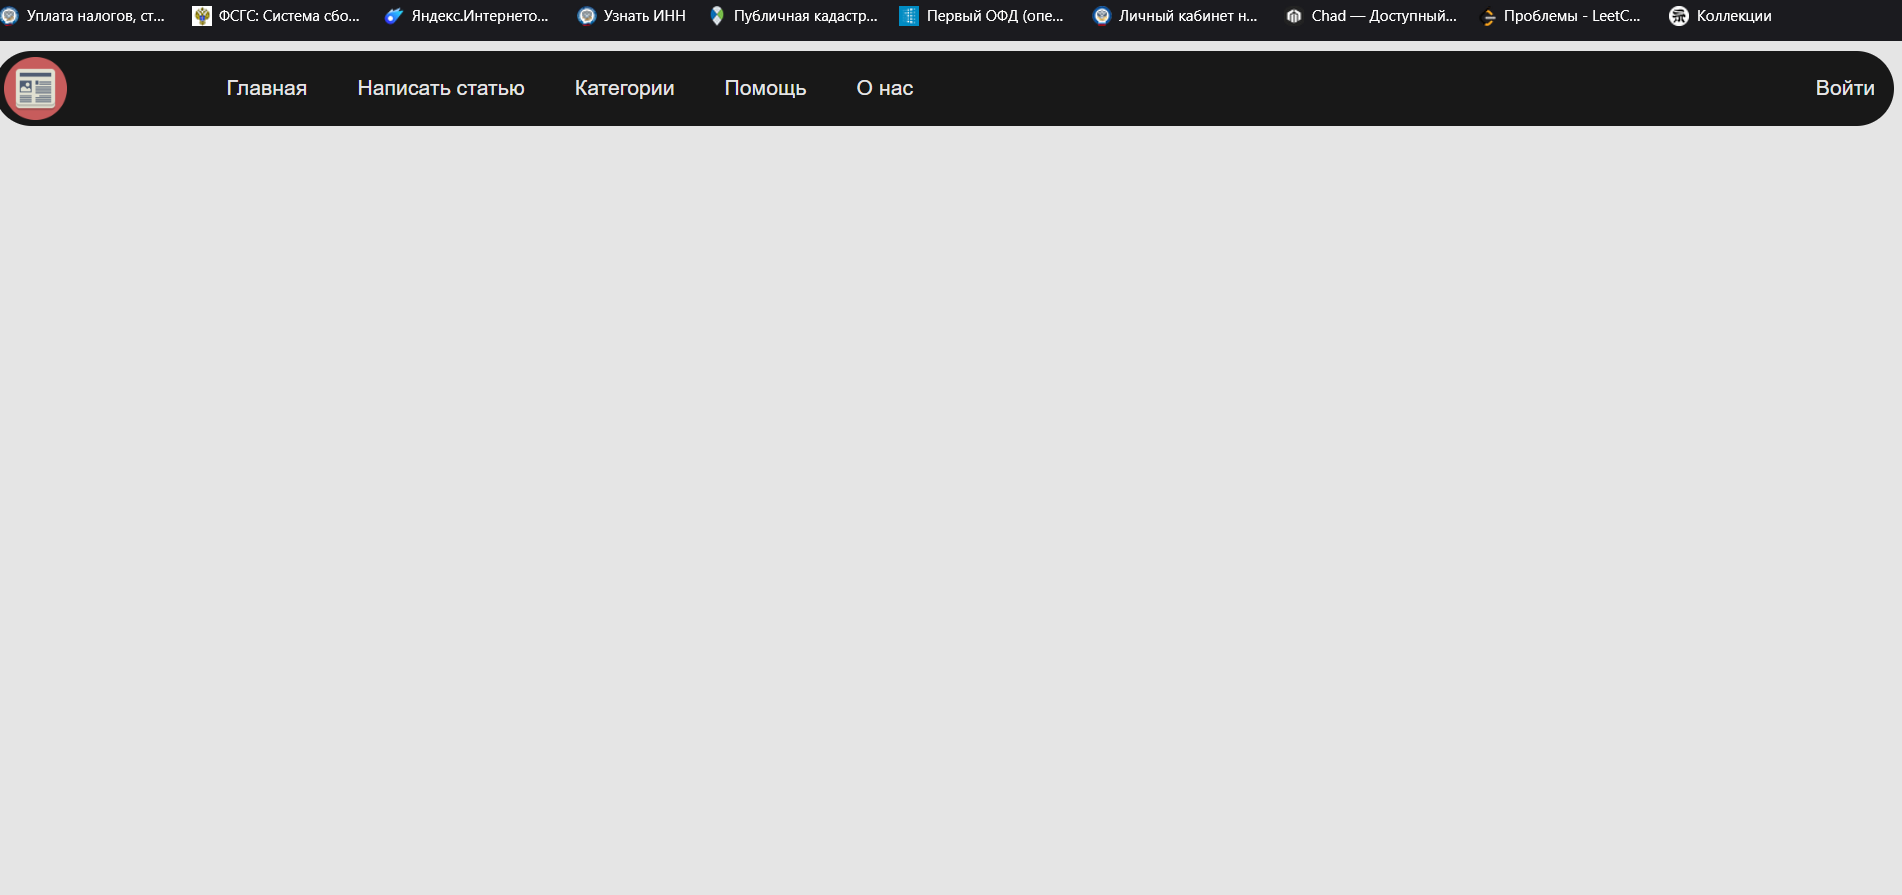 Уплата налогов, ст... ФСГС: Система сбо... Яндекс.Интернето... Узнать ИНН Публичная кадастр... Первый ОФД (опе... Личный кабинет н... Chad — Доступный... Проблемы - LeetC... Коллекции
Главная Написать статью Категории Помощь О нас Войти